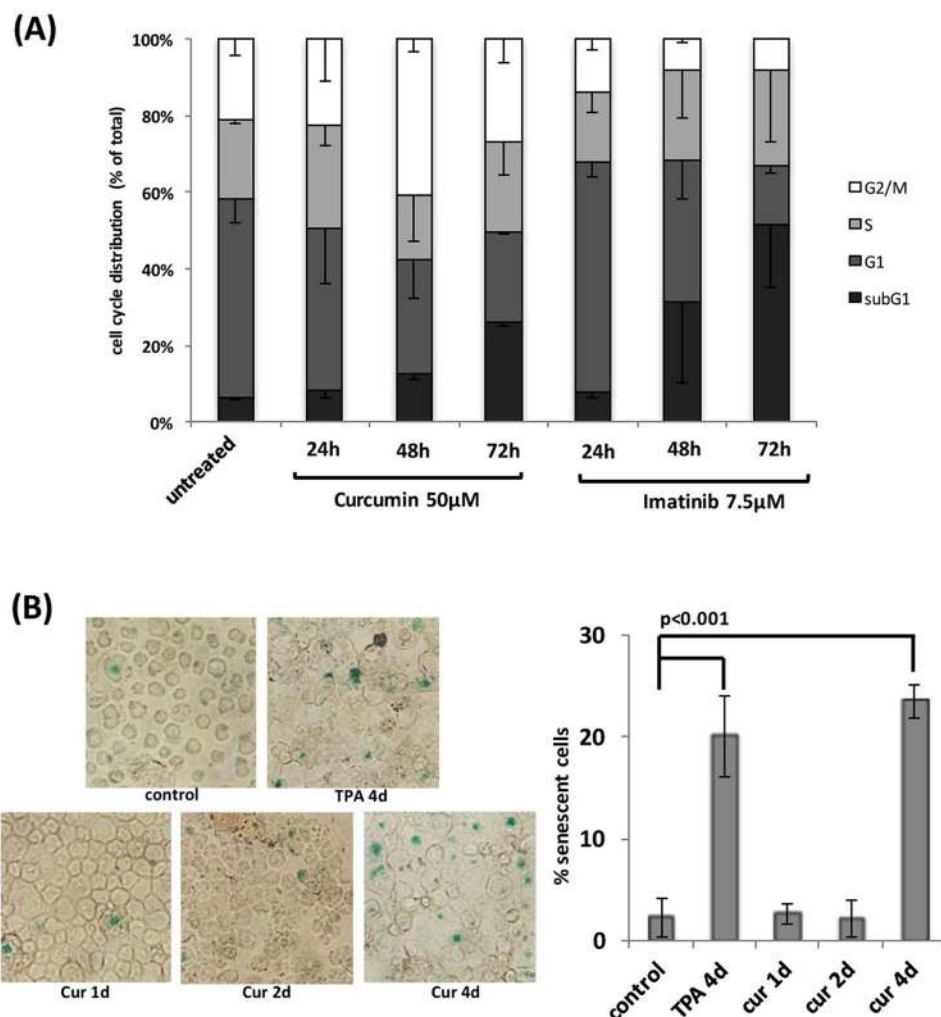 (A)
100%
80%
60%
40%
20%
0%
cell cycle distribution (% of total)
untreated
24h 48h 72h 24h 48h 72h
Curcumin 50µM Imatinib 7.5µM
G2/M
S
G1
subG1
(B)
control TPA 4d
Cur 1d Cur 2d Cur 4d
p<0.001
30
20
10
0
% senescent cells
control TPA 4d cur 1d cur 2d cur 4d